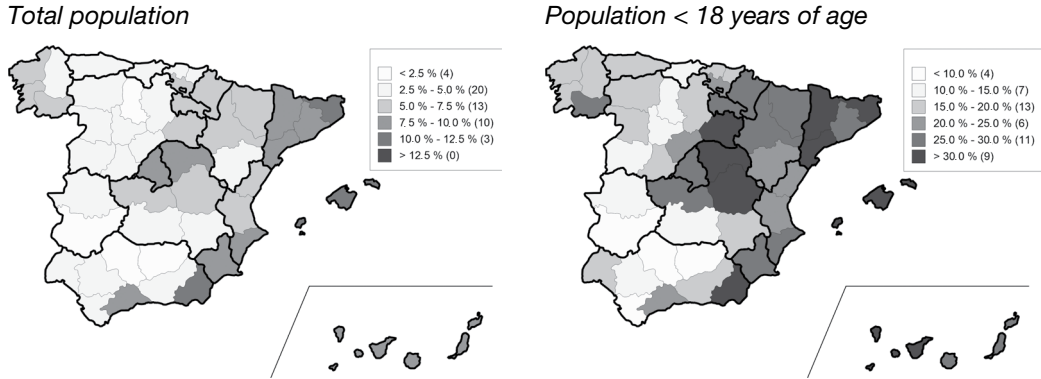 Total population
Population < 18 years of age
< 2.5 % (4)
2.5 % - 5.0 % (20)
5.0 % - 7.5 % (13)
7.5 % - 10.0 % (10)
10.0 % - 12.5 % (3)
> 12.5 % (0)
< 10.0 % (4)
10.0 % - 15.0 % (7)
15.0 % - 20.0 % (13)
20.0 % - 25.0 % (6)
25.0 % - 30.0 % (11)
> 30.0 % (9)